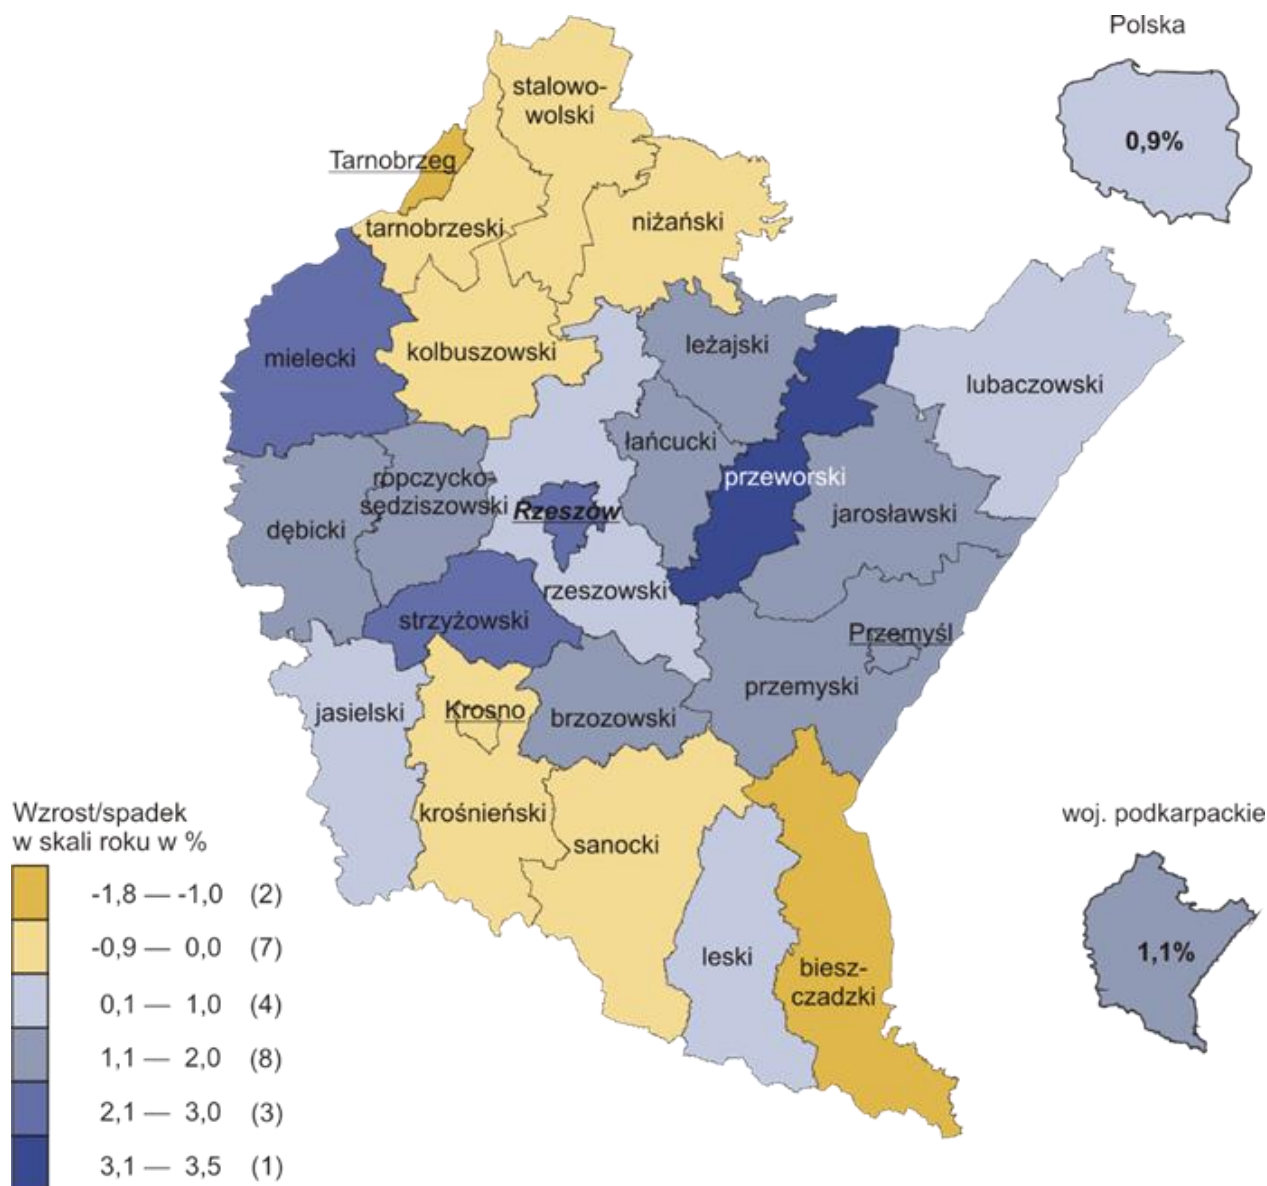 Polska
0,9%
stalowo-
wolski
Tarnobrzeg
tarnobrzeski
niżański
mielecki
kolbuszowski
leżajski
lubaczowski
łańcucki
przeworski
ropczycko-
sędziszowski
Rzeszów
jarosławski
dębicki
rzeszowski
strzyżowski
Przemyśl
przemyski
jasielski
Krosno
brzozowski
krośnieński
sanocki
leski
biesz-
czadzki
woj. podkarpackie
1,1%
Wzrost/spadek
w skali roku w %
-1,8 — -1,0 (2)
-0,9 — 0,0 (7)
0,1 — 1,0 (4)
1,1 — 2,0 (8)
2,1 — 3,0 (3)
3,1 — 3,5 (1)